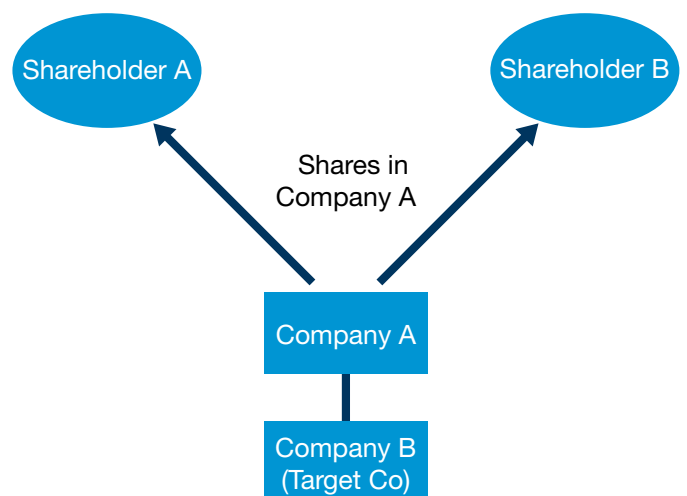 Shareholder A
Shareholder B
Shares in
Company A
Company A
Company B
(Target Co)